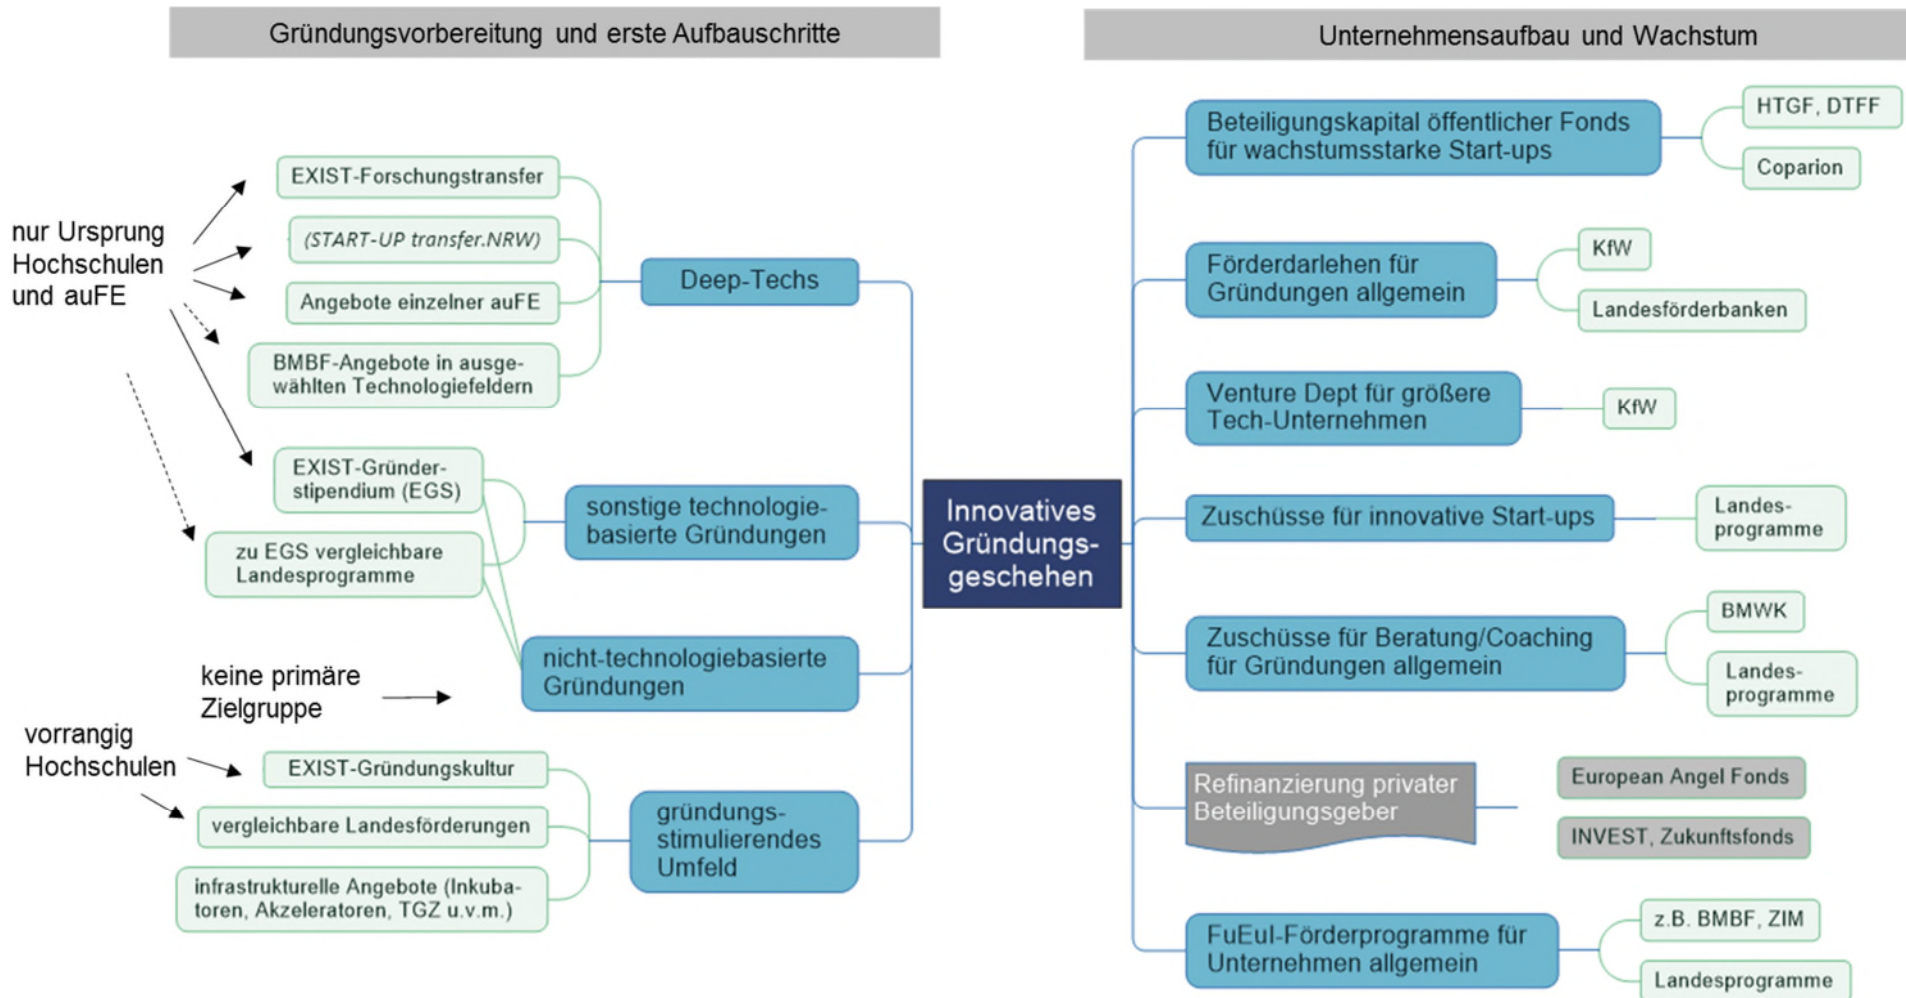 Gründungsvorbereitung und erste Aufbauschritte
Unternehmensaufbau und Wachstum
nur Ursprung
Hochschulen
und auFE
EXIST-Forschungstransfer
(START-UP transfer.NRW)
Angebote einzelner auFE
BMBF-Angebote in ausge-
wählten Technologiefeldern
Deep-Techs
EXIST-Gründer-
stipendium (EGS)
zu EGS vergleichbare
Landesprogramme
sonstige technologie-
basierte Gründungen
keine primäre
Zielgruppe
nicht-technologiebasierte
Gründungen
vorrangig
Hochschulen
EXIST-Gründungskultur
vergleichbare Landesförderungen
infrastrukturelle Angebote (Inkuba-
toren, Akzeleratoren, TGZ u.v.m.)
gründungs-
stimulierendes
Umfeld
Innovatives
Gründungs-
geschehen
Beteiligungskapital öffentlicher Fonds
für wachstumsstarke Start-ups
HTGF, DTFF
Coparion
Förderdarlehen für
Gründungen allgemein
KfW
Landesförderbanken
Venture Dept für größere
Tech-Unternehmen
KfW
Zuschüsse für innovative Start-ups
Landes-
programme
Zuschüsse für Beratung/Coaching
für Gründungen allgemein
BMWK
Landes-
programme
Refinanzierung privater
Beteiligungsgeber
European Angel Fonds
INVEST, Zukunftsfonds
FuEuI-Förderprogramme für
Unternehmen allgemein
z.B. BMBF, ZIM
Landesprogramme